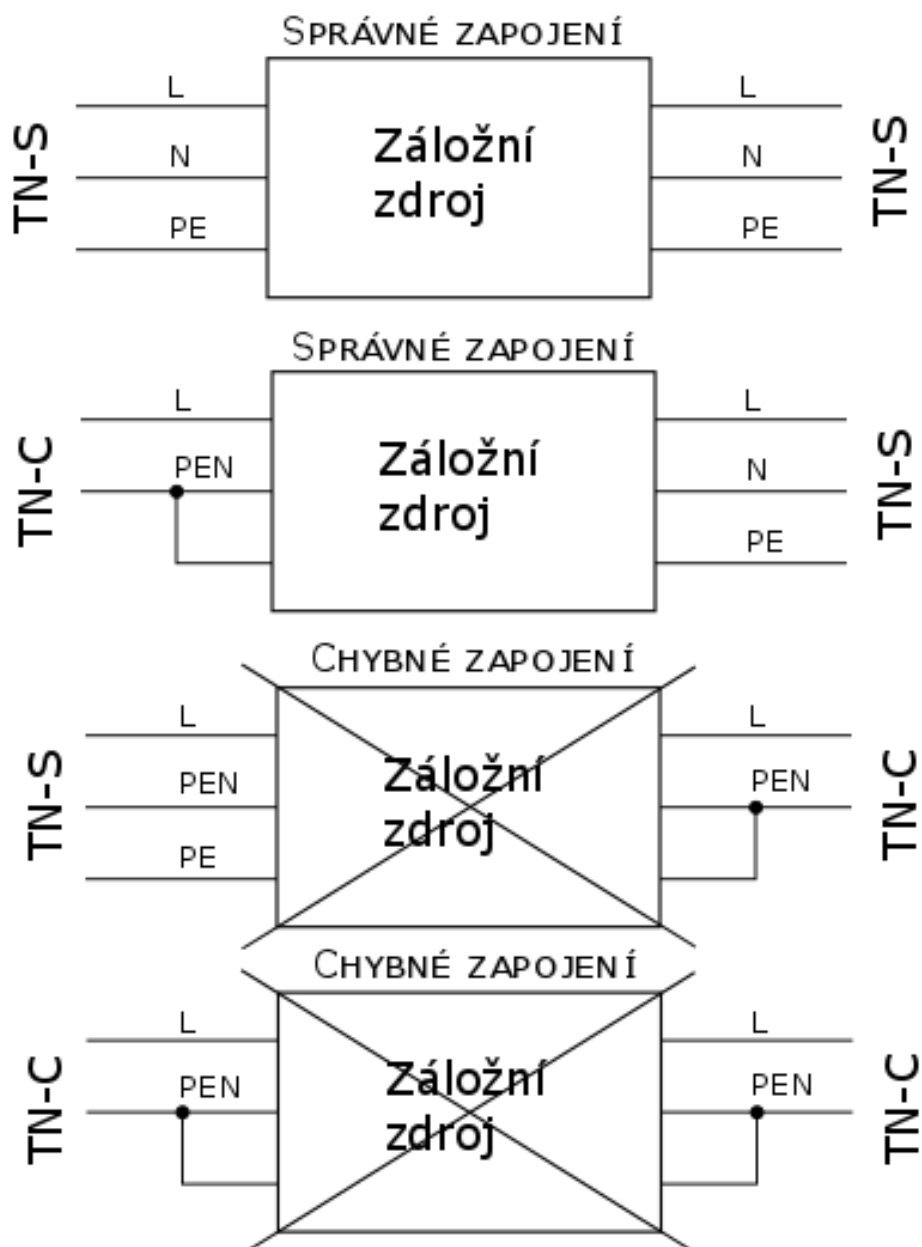 SPRÁVNÉ ZAPOJENÍ
TN-S
L
N
PE
Záložní
zdroj
L
N
PE
TN-S
SPRÁVNÉ ZAPOJENÍ
TN-C
L
PEN
Záložní
zdroj
L
N
PE
TN-S
CHYBNÉ ZAPOJENÍ
TN-S
L
PEN
PE
Záložní
zdroj
L
PEN
TN-C
CHYBNÉ ZAPOJENÍ
TN-C
L
PEN
Záložní
zdroj
L
PEN
TN-C